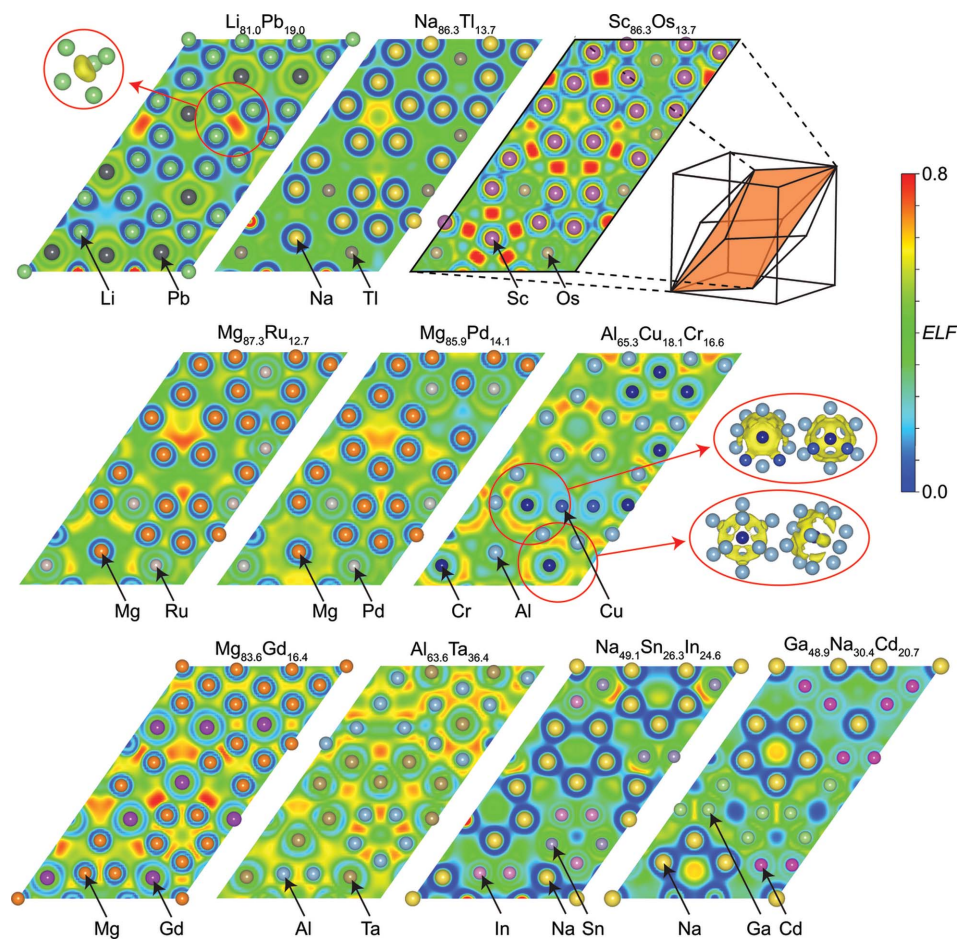 Li81.0Pb19.0 Na86.3Tl13.7 Sc86.3Os13.7
0.8
ELF
0.0
Li Pb Na Tl Sc Os
Mg87.3Ru12.7 Mg85.9Pd14.1 Al65.3Cu18.1Cr16.6
Mg Ru Mg Pd Cr Al Cu
Mg83.6Gd16.4 Al63.6Ta36.4 Na49.1Sn26.3In24.6 Ga48.9Na30.4Cd20.7
Mg Gd Al Ta In Na Sn Na Ga Cd